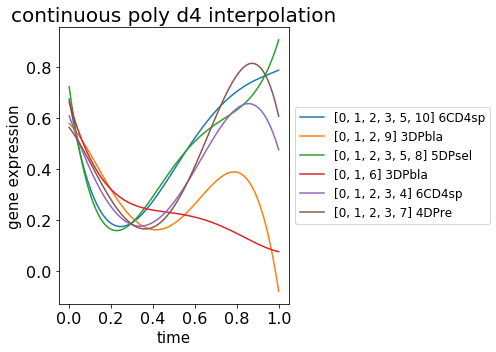 continuous poly d4 interpolation
gene expression
0.8
0.6
0.4
0.2
0.0
0.0 0.2 0.4 0.6 0.8 1.0
time
[0, 1, 2, 3, 5, 10] 6CD4sp
[0, 1, 2, 9] 3DPbla
[0, 1, 2, 3, 5, 8] 5DPsel
[0, 1, 6] 3DPbla
[0, 1, 2, 3, 4] 6CD4sp
[0, 1, 2, 3, 7] 4DPre